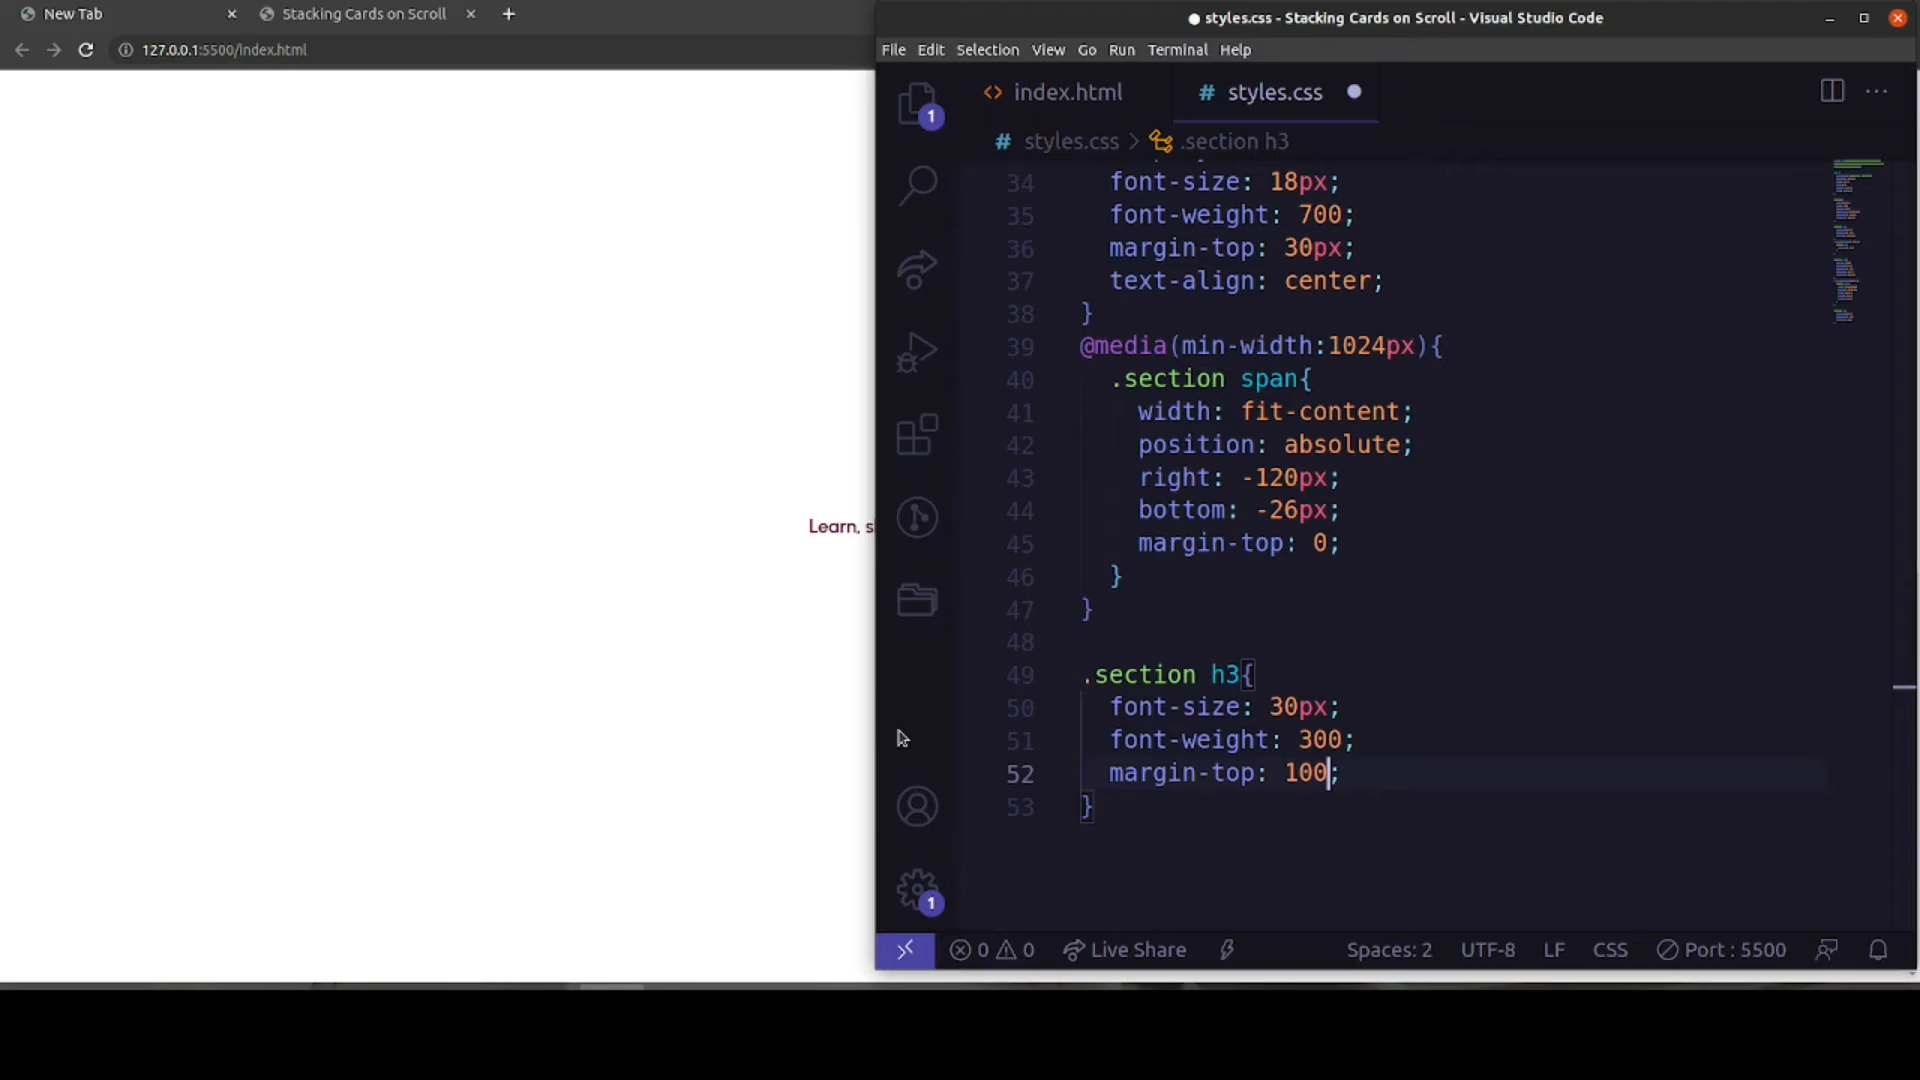 New Tab
Stacking Cards on Scroll
127.0.0.1:5500/index.html
Learn, s
styles.css - Stacking Cards on Scroll - Visual Studio Code
File Edit Selection View Go Run Terminal Help
index.html
# styles.css
# styles.css > .section h3
1
34 font-size: 18px;
35 font-weight: 700;
36 margin-top: 30px;
37 text-align: center;
38 }
39 @media(min-width:1024px){
40 .section span{
41 width: fit-content;
42 position: absolute;
43 right: -120px;
44 bottom: -26px;
45 margin-top: 0;
46 }
47 }
48
49 .section h3{
50 font-size: 30px;
51 font-weight: 300;
52 margin-top: 100;
53 }
1
0 0 Live Share Spaces: 2 UTF-8 LF CSS Port : 5500